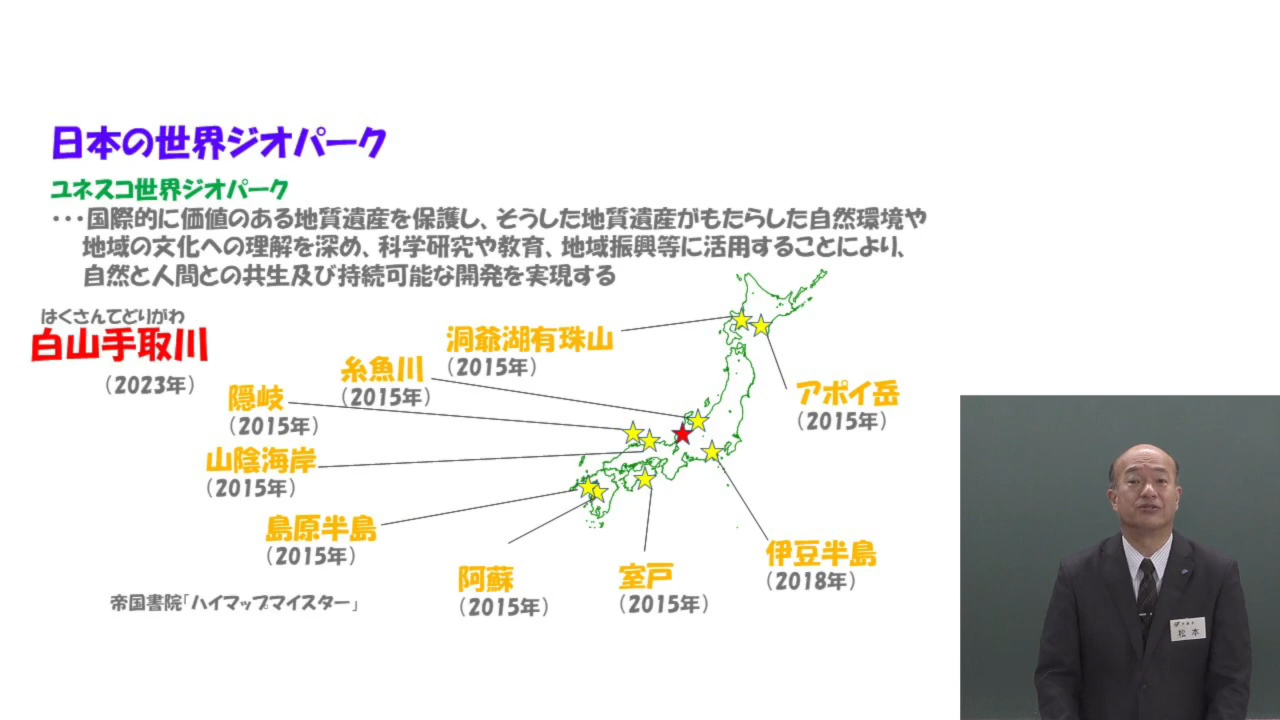 日本の世界ジオパーク
ユネスコ世界ジオパーク
・・・国際的に価値のある地質遺産を保護し、そうした地質遺産がもたらした自然環境や
地域の文化への理解を深め、科学研究や教育、地域振興等に活用することにより、
自然と人間との共生及び持続可能な開発を実現する
はくさんてどりがわ
白山手取川
（2023年）
洞爺湖有珠山
（2015年）
糸魚川
（2015年）
隠岐
（2015年）
アポイ岳
（2015年）
山陰海岸
（2015年）
島原半島
（2015年）
阿蘇
（2015年）
室戸
（2015年）
伊豆半島
（2018年）
帝国書院「ハイマップマイスター」
松本